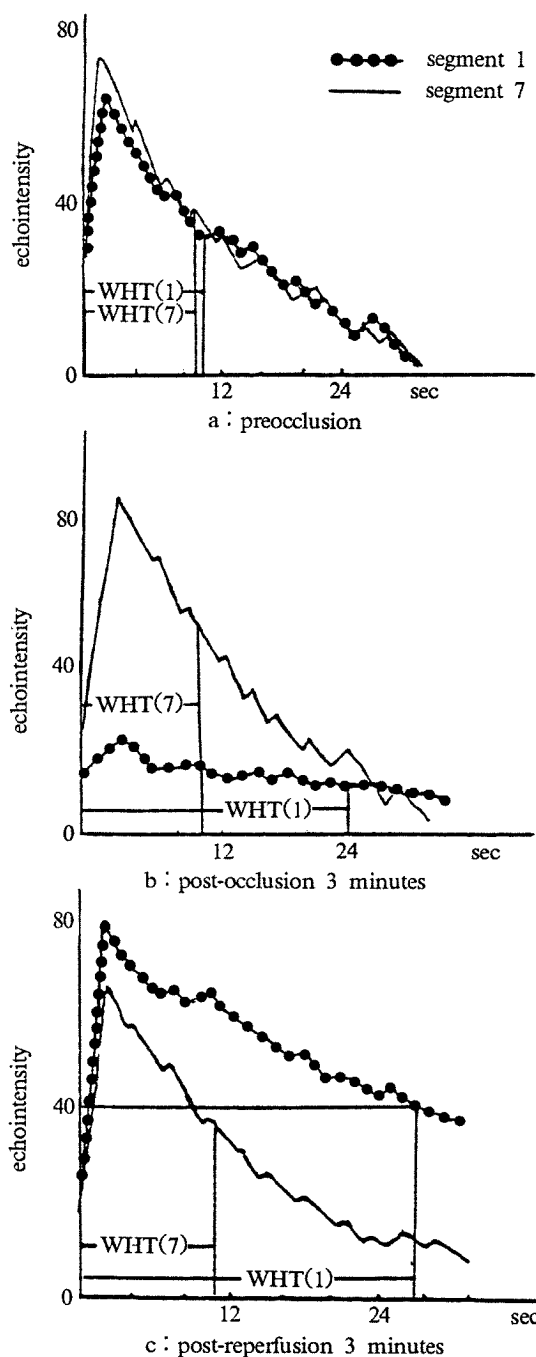 80
segment 1
segment 7
echointensity
40
WHT(1)
WHT(7)
0
12
24
sec
a : preocclusion
80
echointensity
40
WHT(7)
WHT(1)
0
12
24
sec
b : post-occlusion 3 minutes
80
echointensity
40
WHT(7)
WHT(1)
0
12
24
sec
c : post-reperfusion 3 minutes